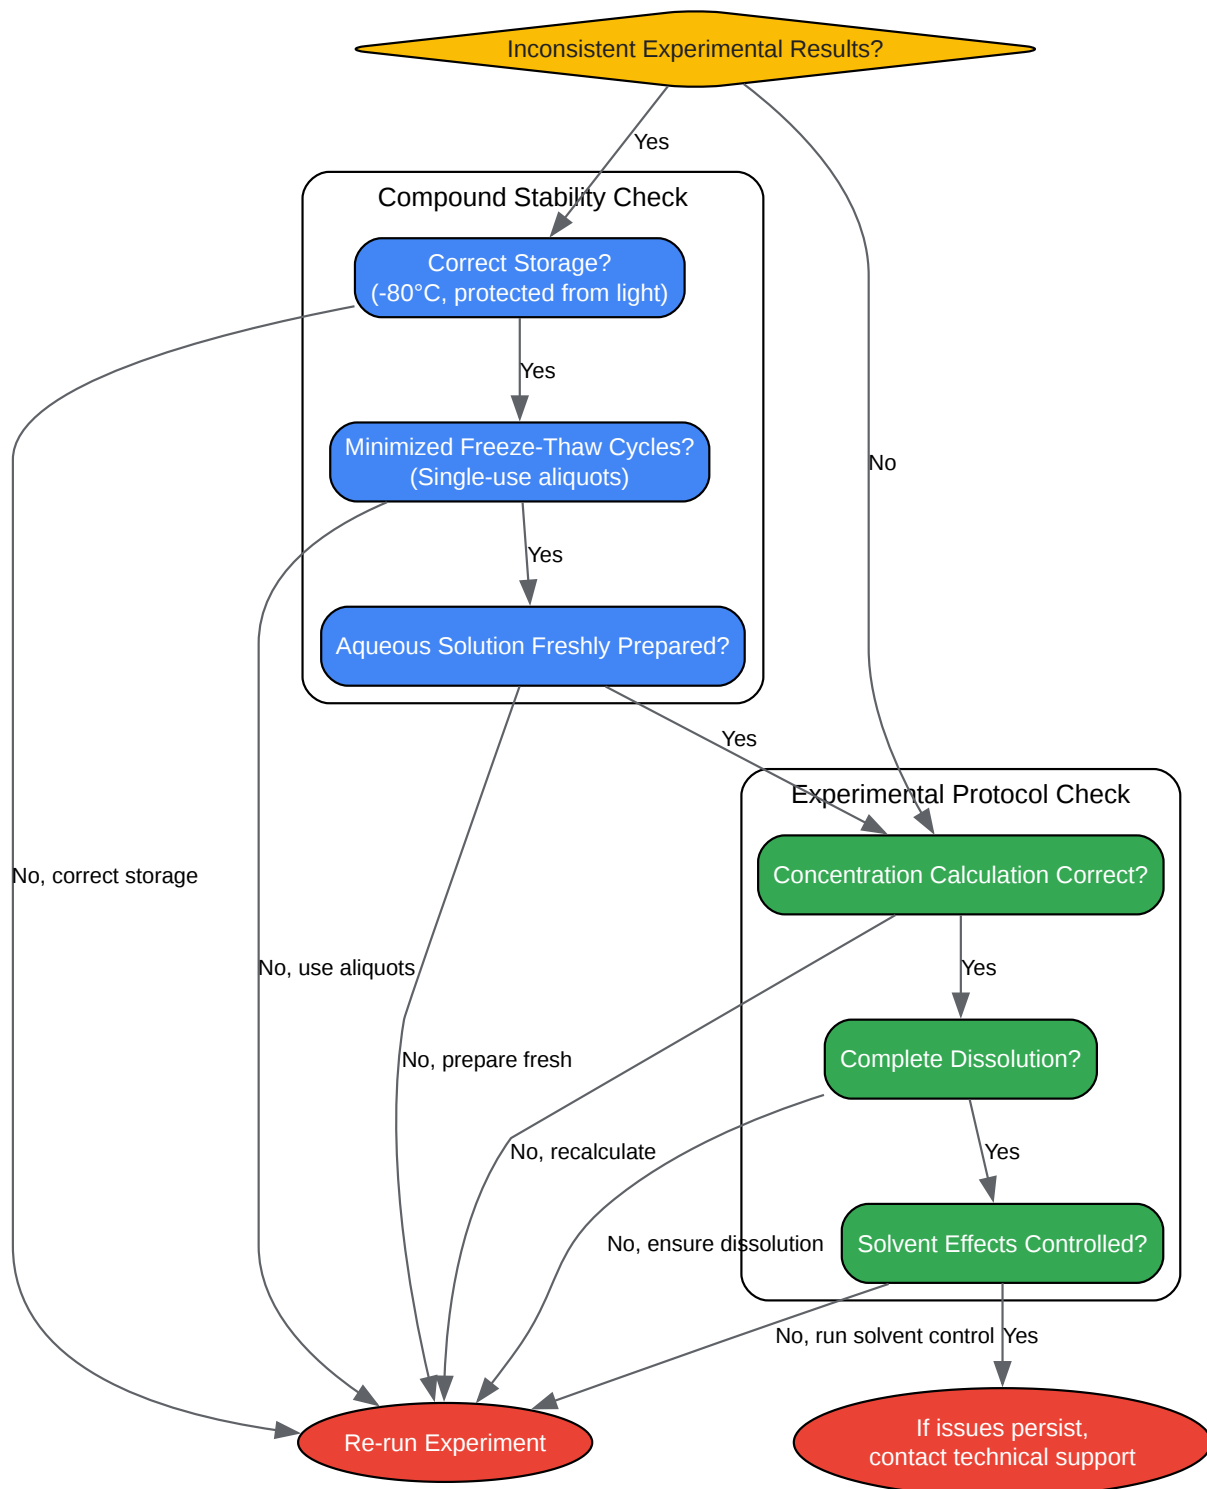 Inconsistent Experimental Results?
Yes
Compound Stability Check
Correct Storage?
(-80°C, protected from light)
Yes
Minimized Freeze-Thaw Cycles?
(Single-use aliquots)
No
Yes
Aqueous Solution Freshly Prepared?
Yes
Experimental Protocol Check
Concentration Calculation Correct?
No, correct storage
No, use aliquots
Yes
No, prepare fresh
Complete Dissolution?
No, recalculate
Yes
No, ensure dissolution
Solvent Effects Controlled?
No, run solvent control
Yes
Re-run Experiment
If issues persist,
contact technical support